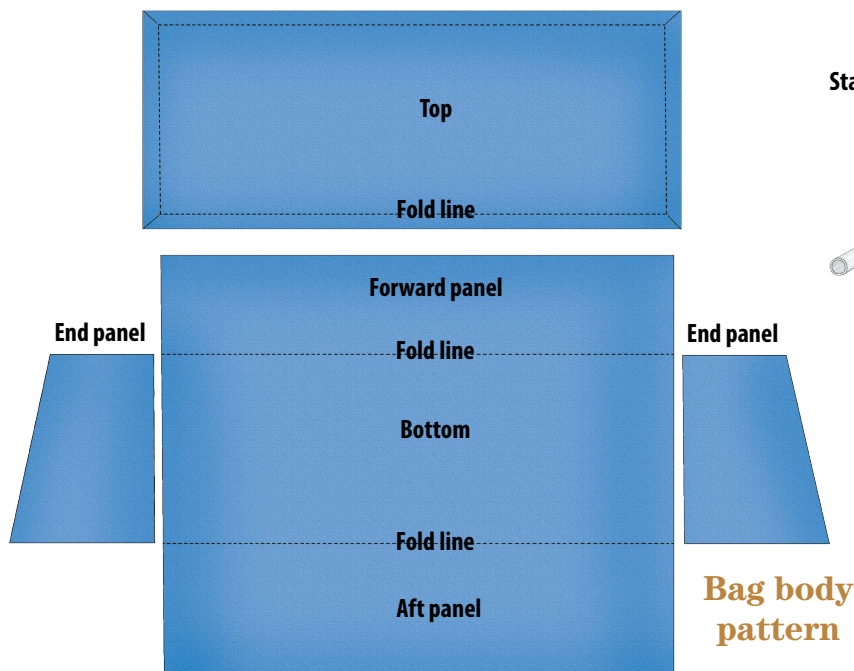 Top
Sta
Fold line
Forward panel
End panel
End panel
Fold line
Bottom
Fold line
Aft panel
Bag body
pattern